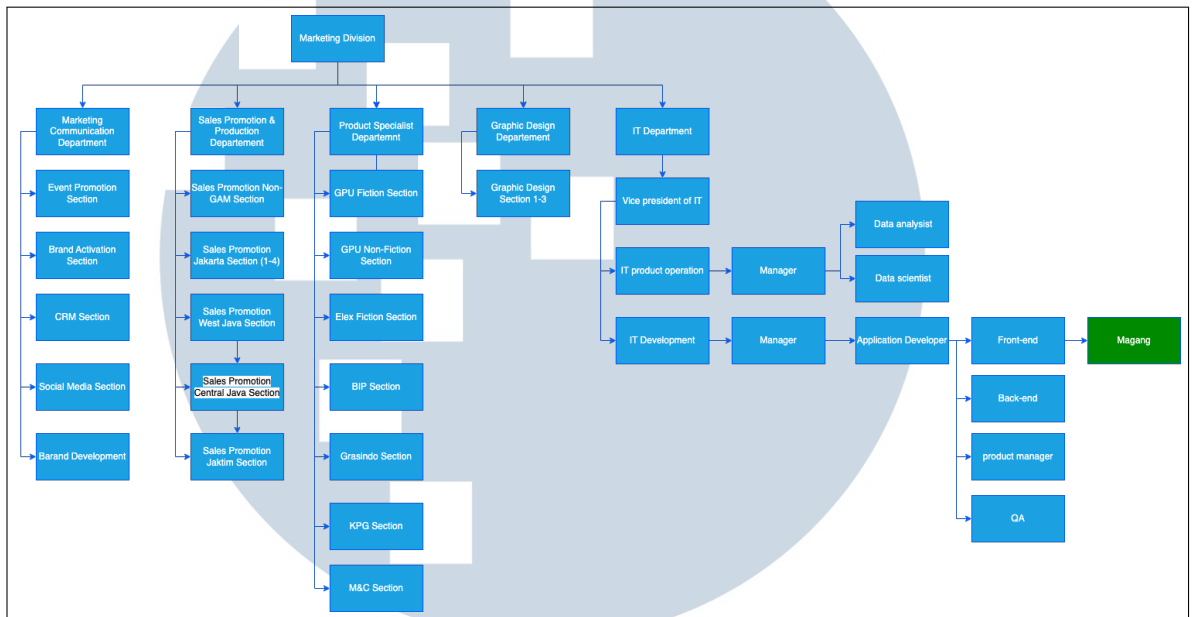 Marketing Division
Marketing
Communication
Department
Sales Promotion &
Production
Departement
Product Specialist
Departemnt
Graphic Design
Departement
IT Department
Event Promotion
Section
Sales Promotion Non-
GAM Section
GPU Fiction Section
Graphic Design
Section 1-3
Vice president of IT
Brand Activation
Section
Sales Promotion
Jakarta Section (1-4)
GPU Non-Fiction
Section
IT product operation
Manager
Data analysist
Data scientist
CRM Section
Sales Promotion
West Java Section
Elex Fiction Section
IT Development
Manager
Application Developer
Front-end
Magang
Social Media Section
Sales Promotion
Central Java Section
BIP Section
Back-end
Barand Development
Sales Promotion
Jaktim Section
Grasindo Section
product manager
KPG Section
QA
M&C Section